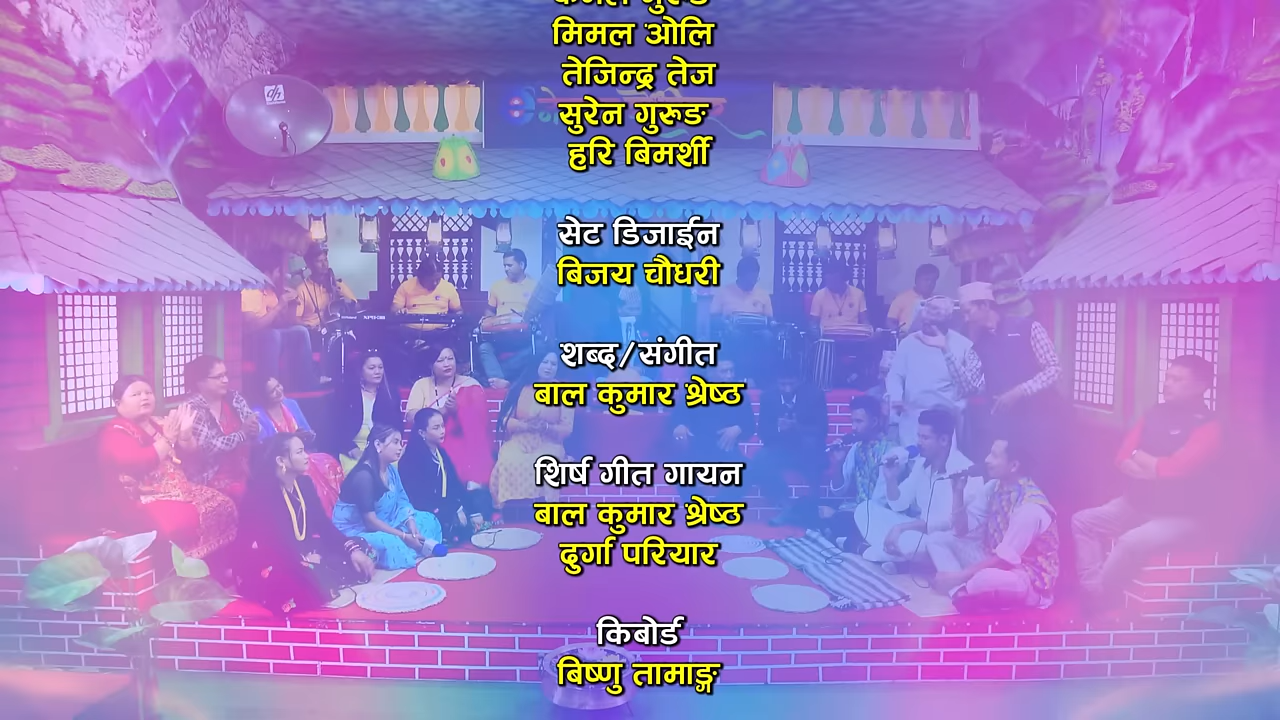 मिमल ओलि
तेजिन्द्र तेज
सुरेन गुरूङ
हरि बिमर्शी
सेट डिजाईन
बिजय चौधरी
शब्द/संगीत
बाल कुमार श्रेष्ठ
शिर्ष गीत गायन
बाल कुमार श्रेष्ठ
दुर्गा परियार
किबोर्ड
बिष्णु तामाङ्ग